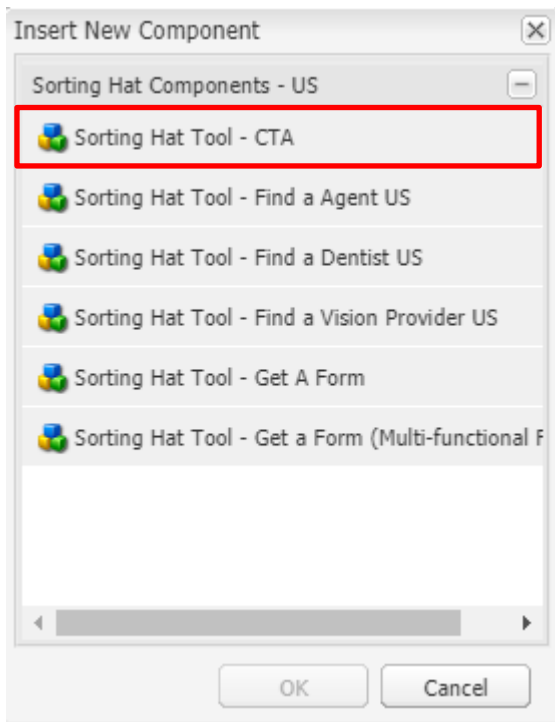 Insert New Component
Sorting Hat Components - US
Sorting Hat Tool - CTA
Sorting Hat Tool - Find a Agent US
Sorting Hat Tool - Find a Dentist US
Sorting Hat Tool - Find a Vision Provider US
Sorting Hat Tool - Get A Form
Sorting Hat Tool - Get a Form (Multi-functional
OK
Cancel